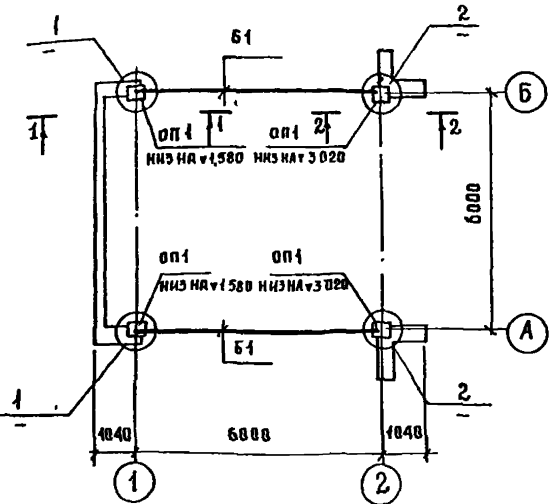 1
Б1
2
Б
1
1
2
2
ОП1
ОП1
НИЗ НА ▼1,580
НИЗ НА ▼ 3.020
6000
ОП1
ОП1
НИЗ НА ▼1.580
НИЗ НА ▼3.020
А
Б1
1
2
1040
6000
1040
1
2